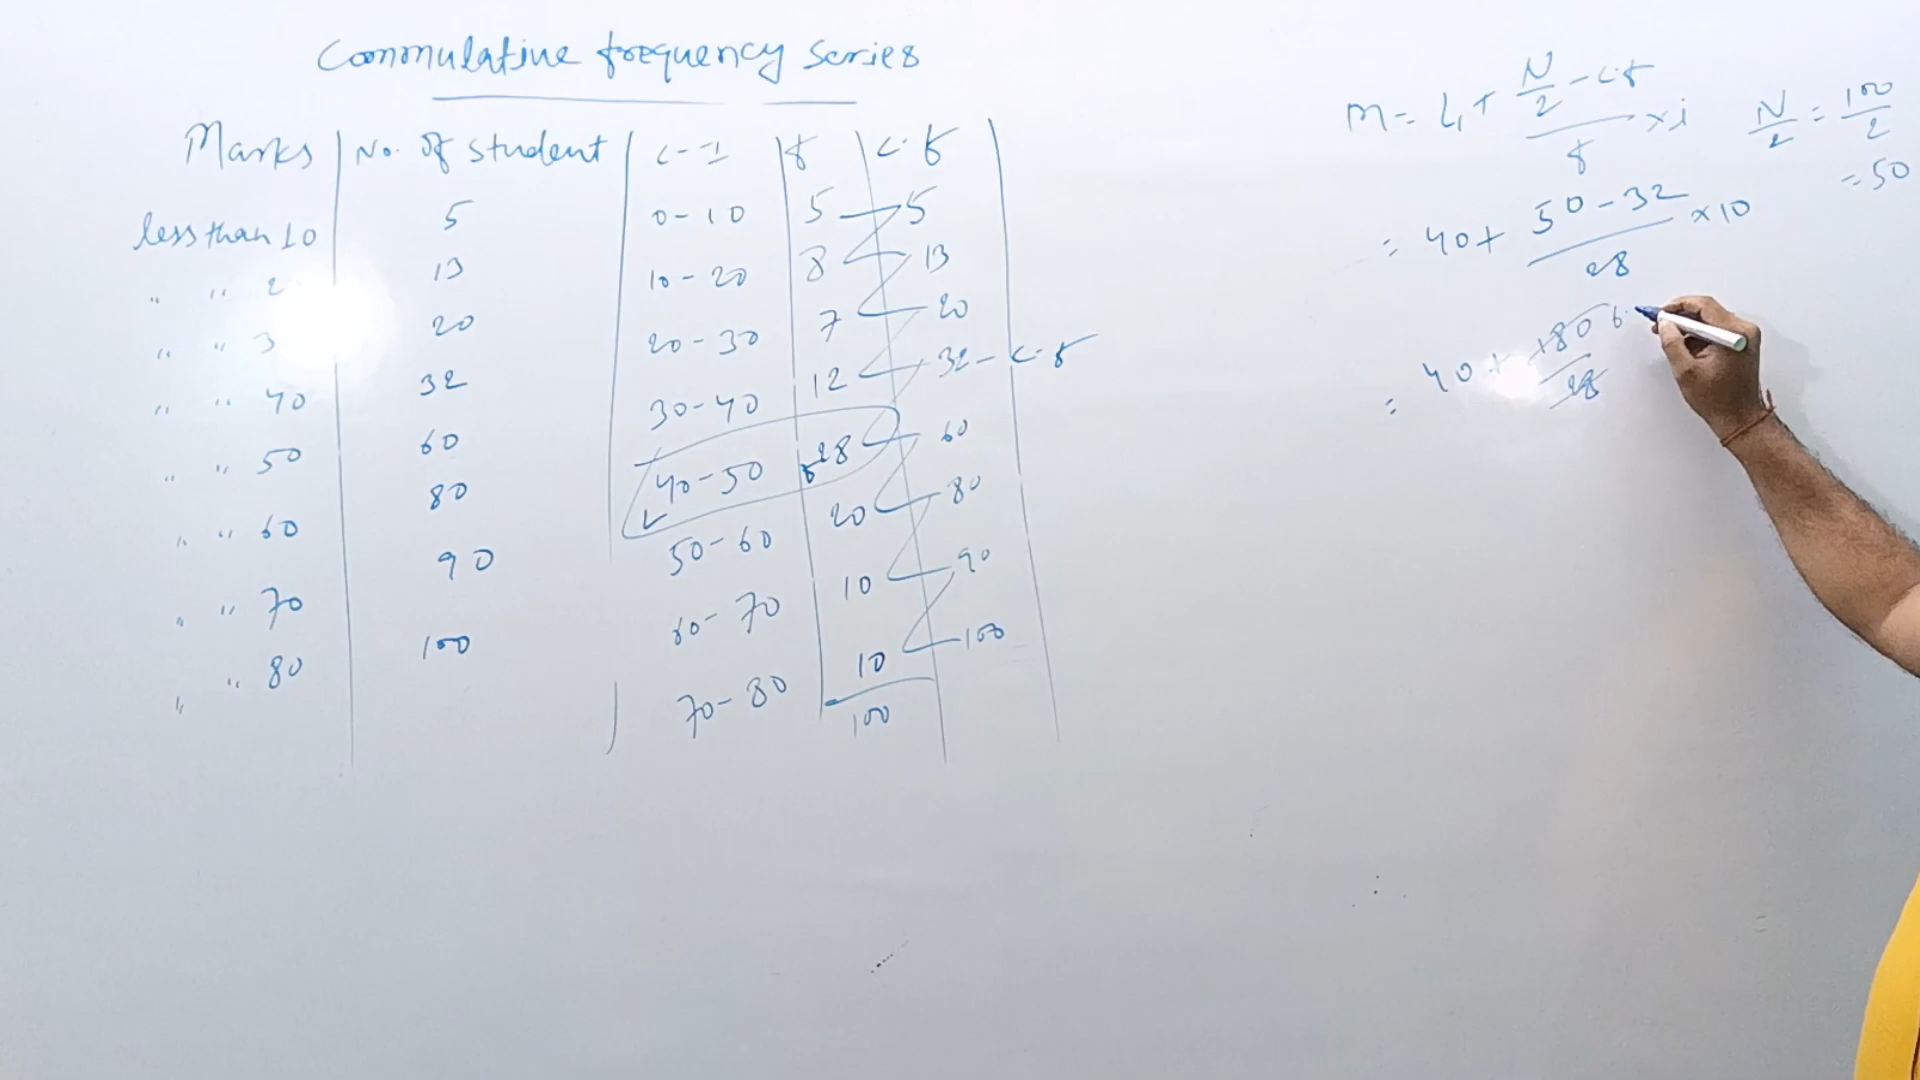 Commulative frequency series
Marks | No. of student | C-I | f | c.f
less than 10 5 0-10 5 5
" " 2 13 10-20 8 13
" " 3 20 20-30 7 20
" " 40 32 30-40 12 32 - c.f
" " 50 60 40-50 f 28 60
" " 60 80 50-60 20 80
" " 70 90 60-70 10 90
" " 80 100 70-80 10 100
100
M = L₁ + N/2 - c.f / f × i
N/2 = 100/2
= 50
= 40 + 50-32 / 28 × 10
= 40 + 180 / 28 6.